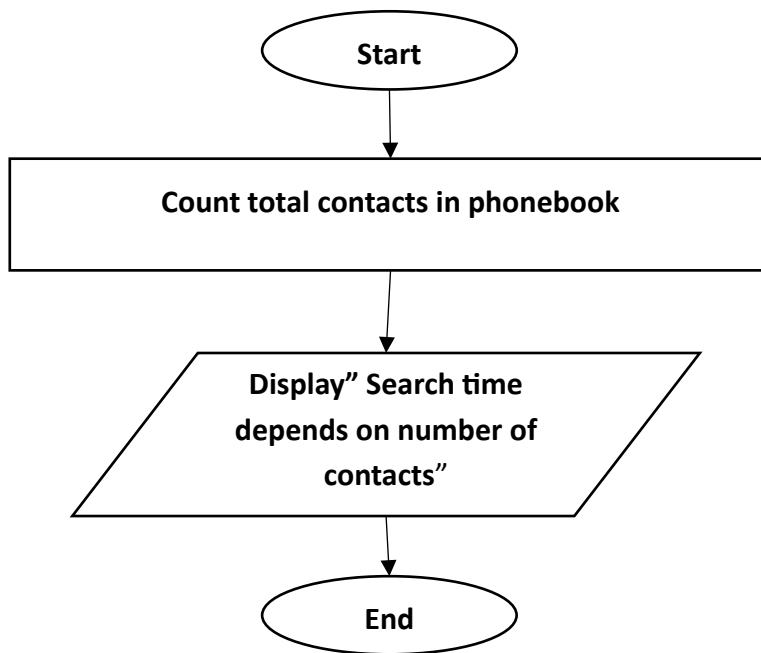 Start
Count total contacts in phonebook
Display” Search time
depends on number of
contacts”
End